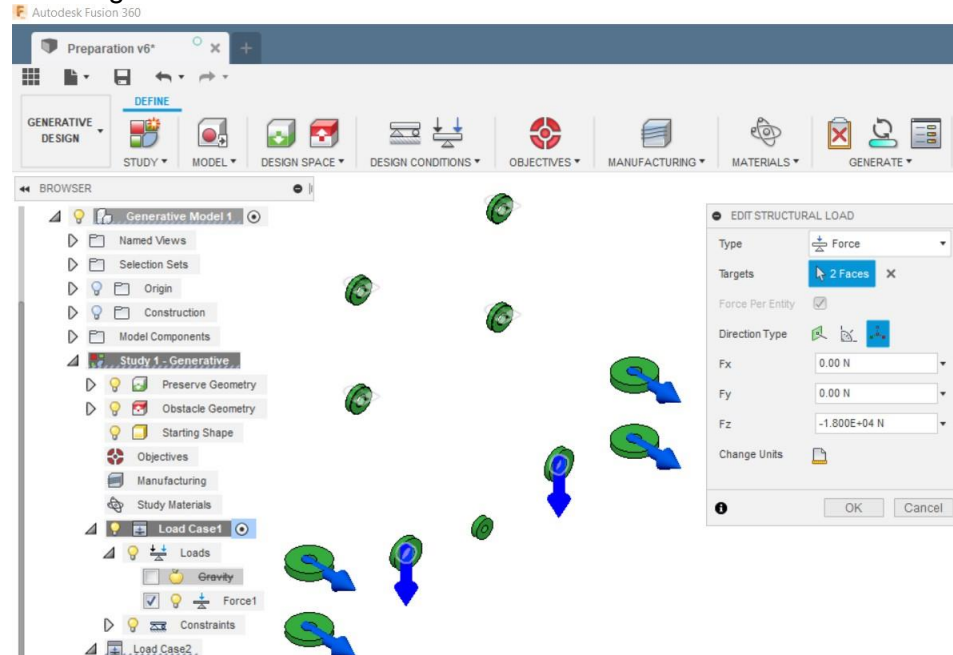 Autodesk Fusion 360
Preparation v6*
DEFINE
GENERATIVE DESIGN
STUDY
MODEL
DESIGN SPACE
DESIGN CONDITIONS
OBJECTIVES
MANUFACTURING
MATERIALS
GENERATE
BROWSER
Generative Model 1
Named Views
Selection Sets
Origin
Construction
Model Components
Study 1 - Generative
Preserve Geometry
Obstacle Geometry
Starting Shape
Objectives
Manufacturing
Study Materials
Load Case1
Loads
Gravity
Force1
Constraints
Load Case2
EDIT STRUCTURAL LOAD
Type Force
Targets 2 Faces
Force Per Entity
Direction Type
Fx 0.00 N
Fy 0.00 N
Fz -1.800E+04 N
Change Units
OK Cancel